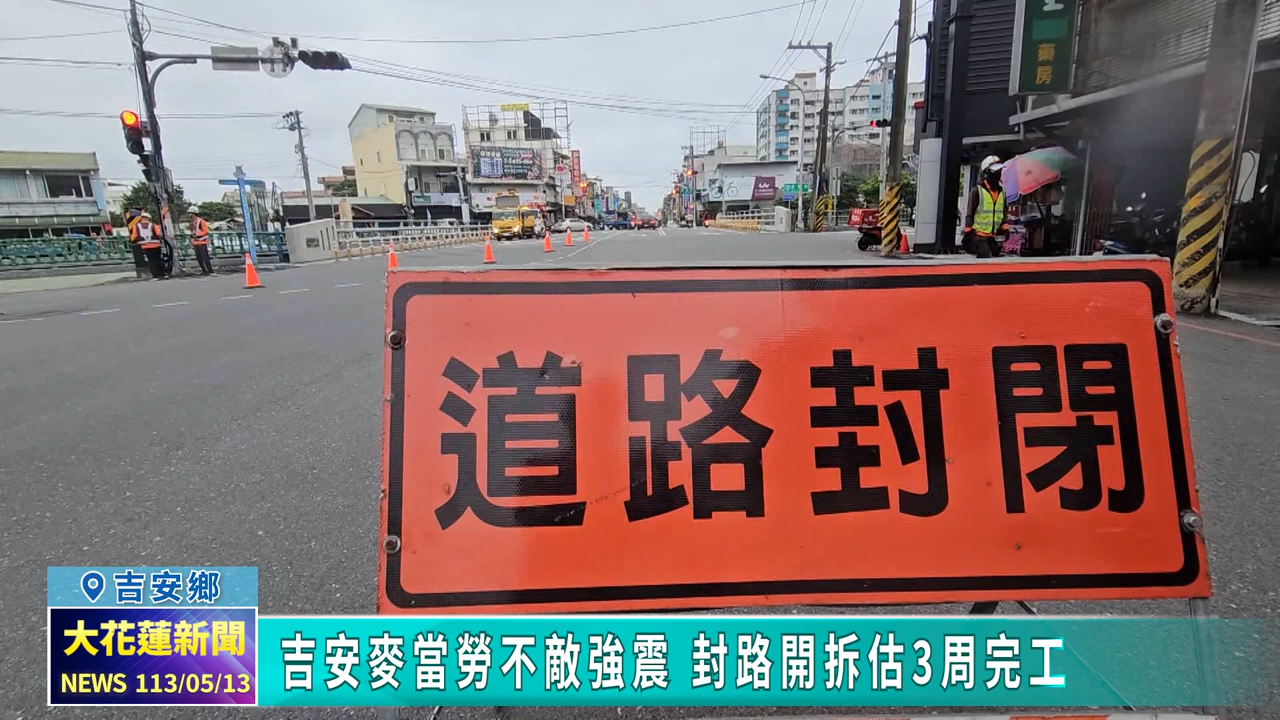 藥
房
道路封閉
吉安鄉
大花蓮新聞
NEWS 113/05/13
吉安麥當勞不敵強震 封路開拆估3周完工